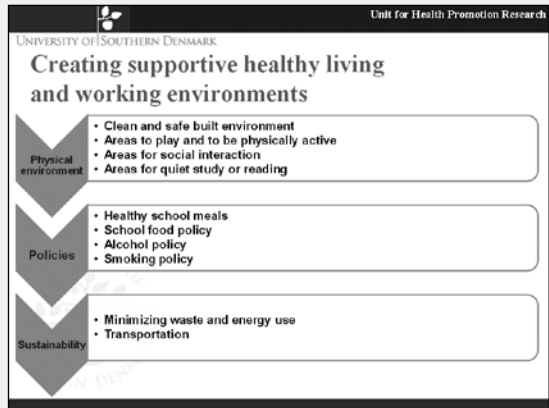 Unit for Health Promotion Research
UNIVERSITY OF SOUTHERN DENMARK
Creating supportive healthy living
and working environments
Physical
environment
• Clean and safe built environment
• Areas to play and to be physically active
• Areas for social interaction
• Areas for quiet study or reading
Policies
• Healthy school meals
• School food policy
• Alcohol policy
• Smoking policy
Sustainability
• Minimizing waste and energy use
• Transportation